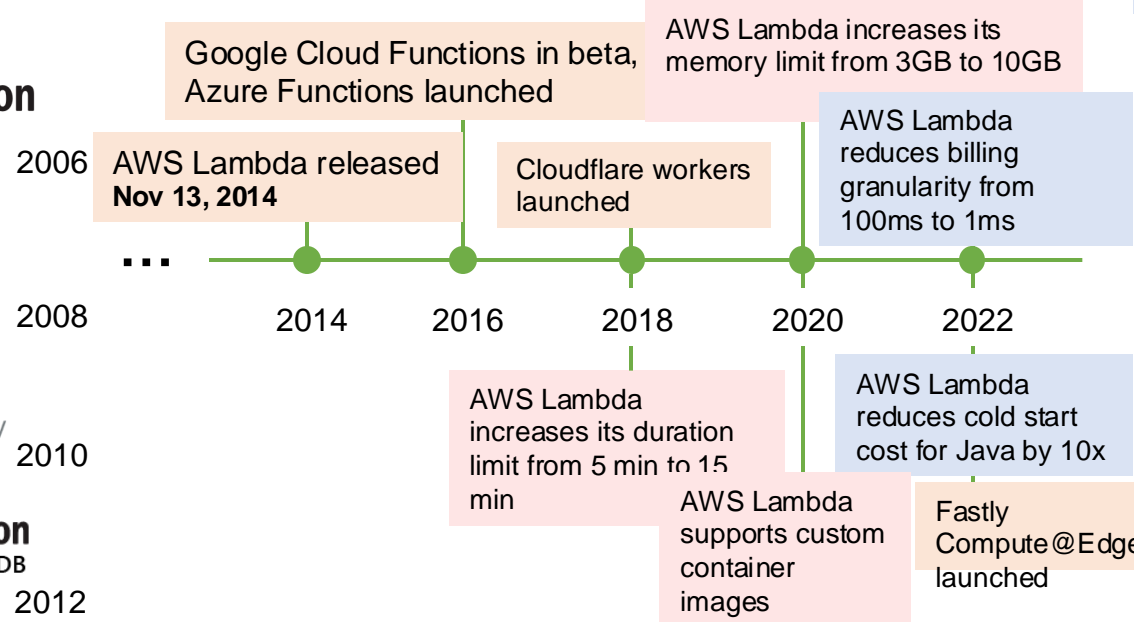 Google Cloud Functions in beta,
Azure Functions launched
AWS Lambda increases its
memory limit from 3GB to 10GB
on
2006
AWS Lambda released
Nov 13, 2014
Cloudflare workers
launched
AWS Lambda
reduces billing
granularity from
100ms to 1ms
...
2008
2014
2016
2018
2020
2022
AWS Lambda
increases its duration
limit from 5 min to 15
min
AWS Lambda
reduces cold start
cost for Java by 10x
2010
AWS Lambda
supports custom
container
images
Fastly
Compute@Edge
launched
on
DB
2012